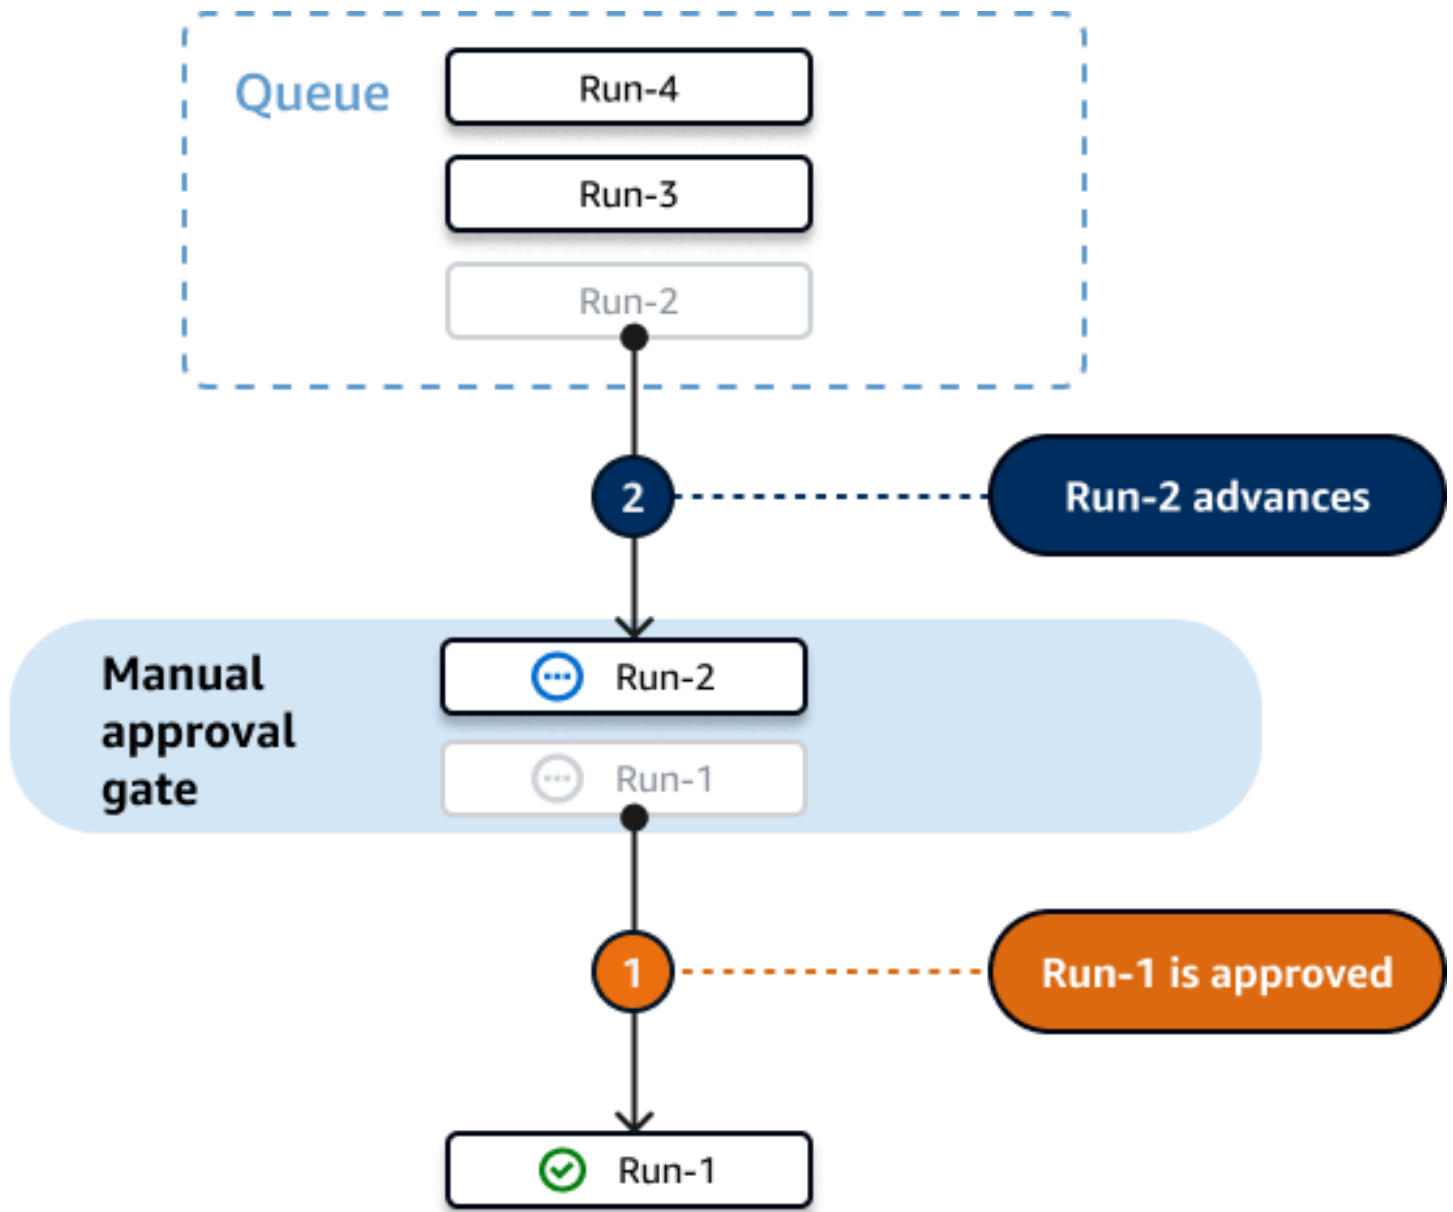 Queue
Run-4
Run-3
Run-2
2
Run-2 advances
Manual
approval
gate
Run-2
Run-1
1
Run-1 is approved
Run-1